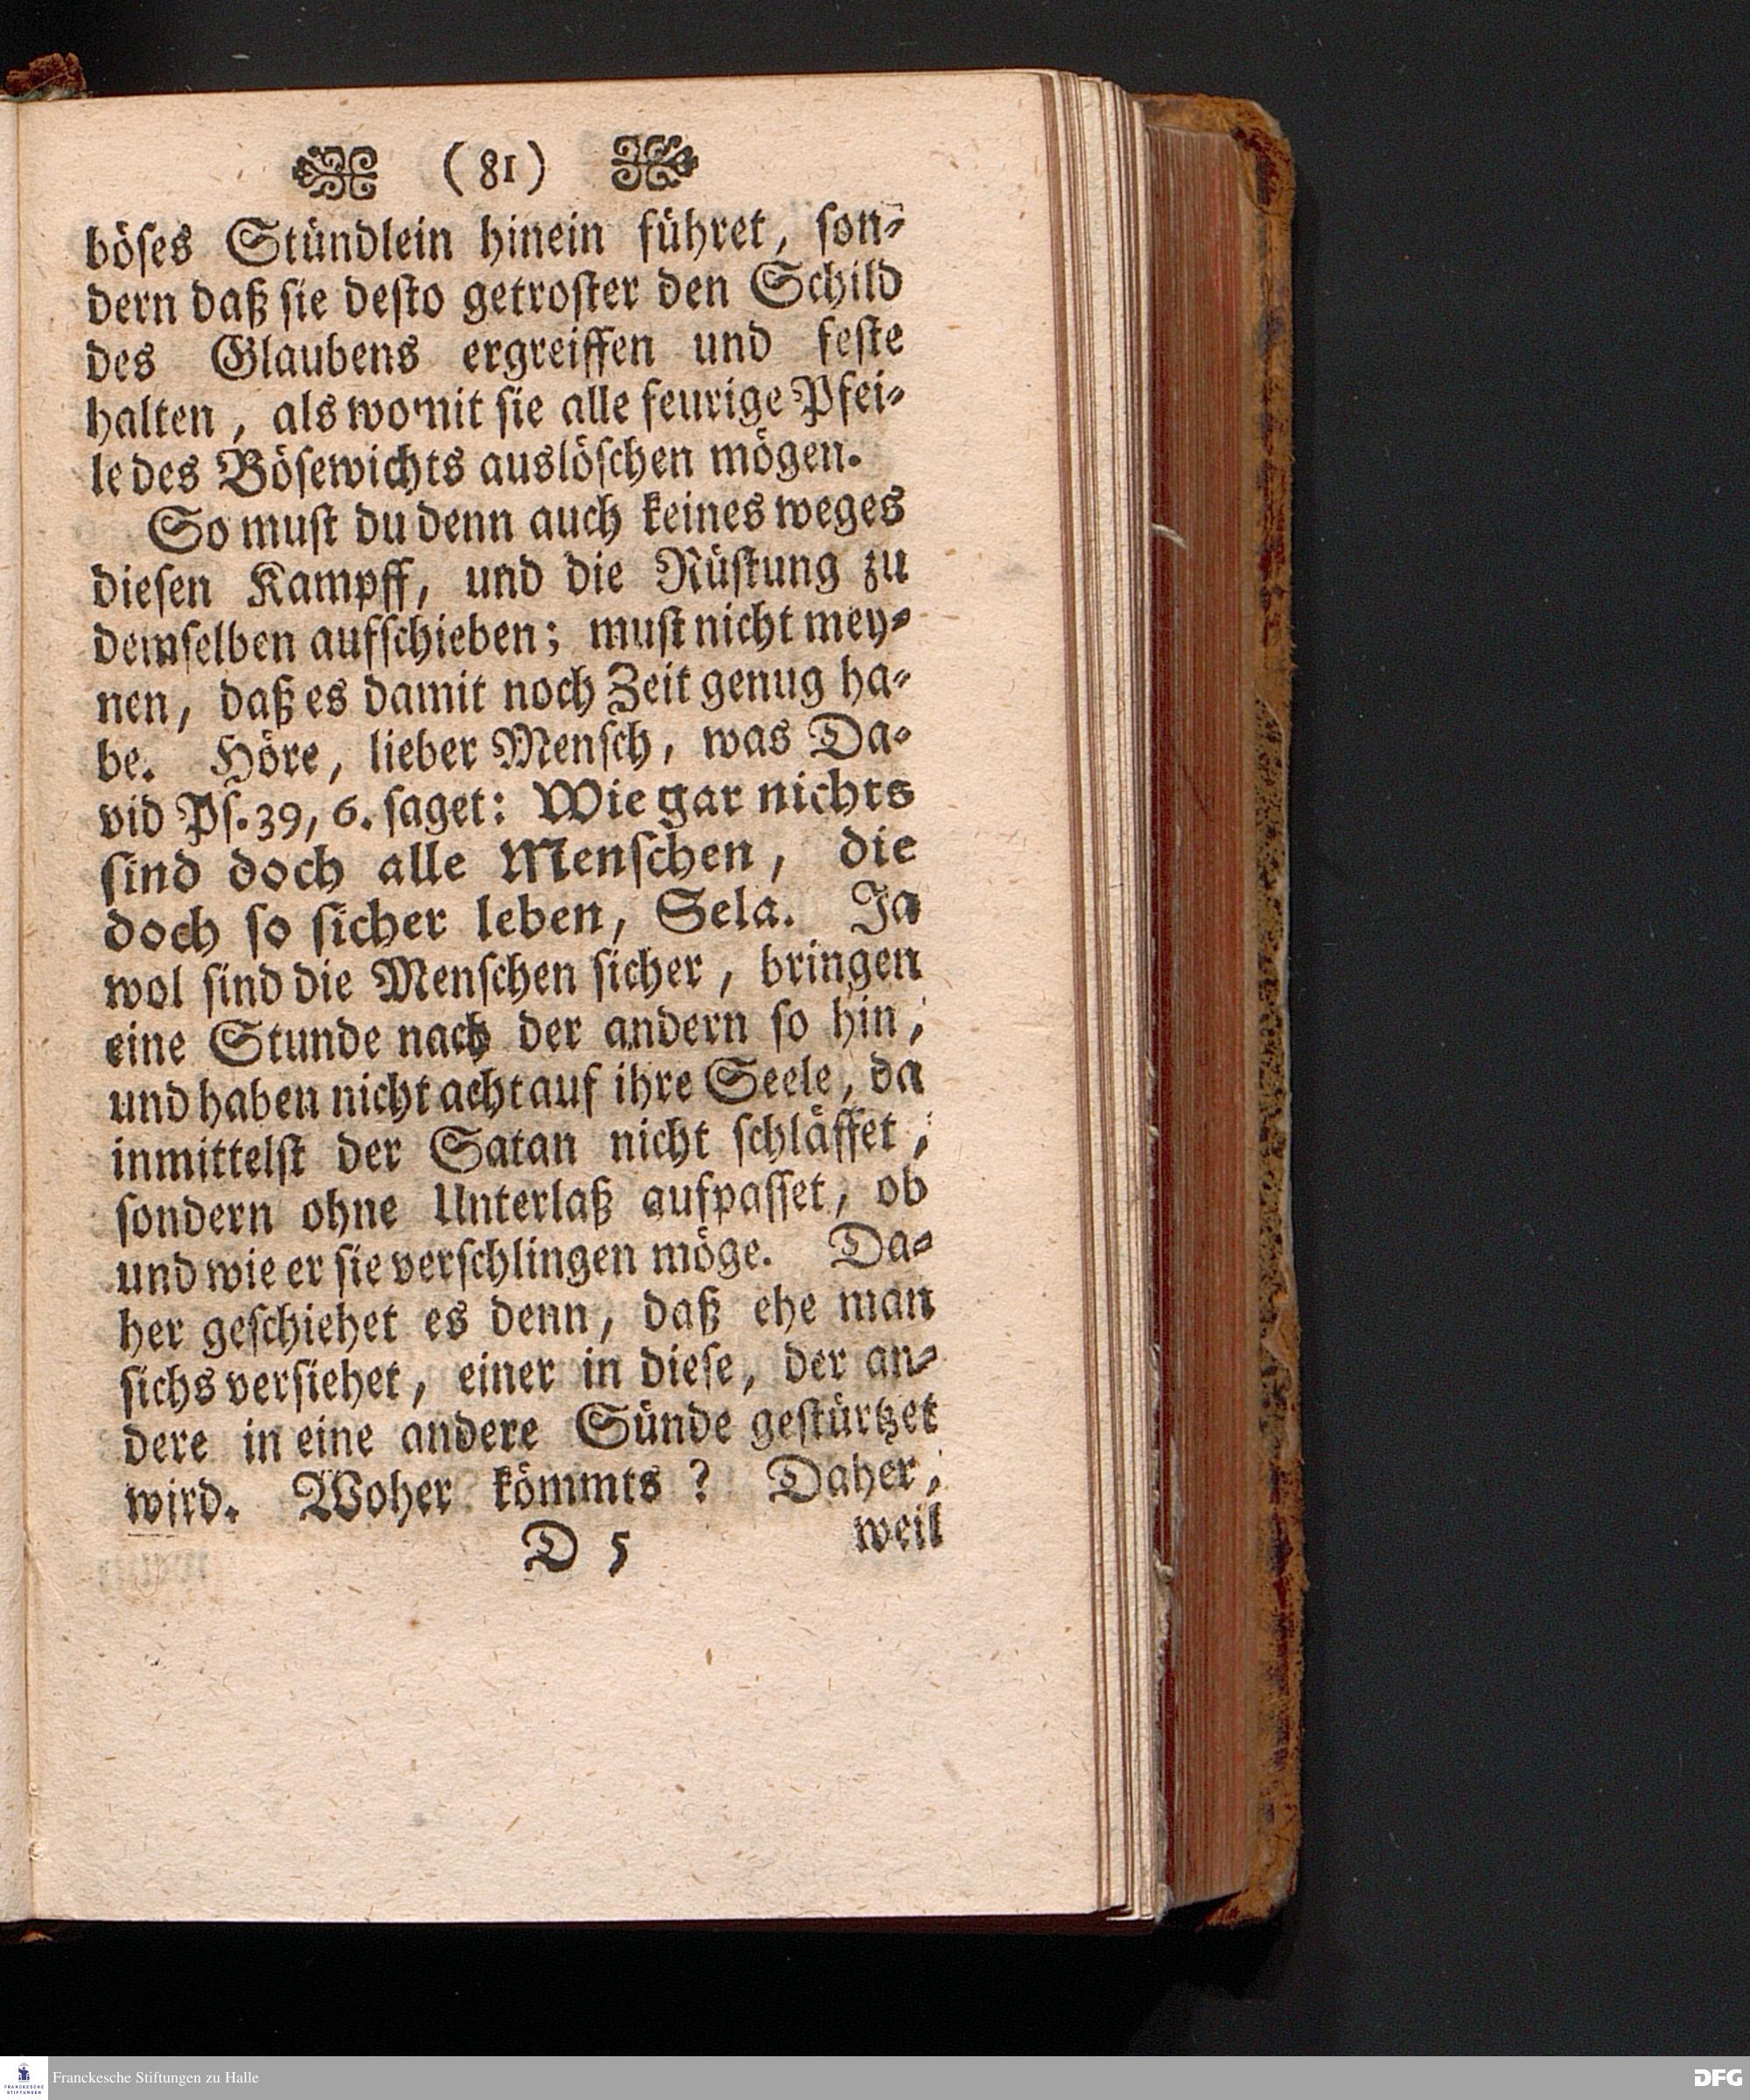 (81)
böſes Stündlein hinein führet, ſon⸗
dern daß ſie deſto getroſter den Schild
des Glaubens ergreiffen und feſte
halten, als womit ſie alle feurige Pfei⸗
le des Böſewichts auslöſchen mögen.
So muſt du denn auch keines weges
dieſen Kampff, und die Rüſtung zu
demſelben aufſchieben; muſt nicht mey⸗
nen, daß es damit noch Zeit genug ha⸗
be. Höre, lieber Menſch, was Da⸗
vid Pſ. 39, 6. ſaget: Wie gar nichts
ſind doch alle Menſchen, die
doch ſo ſicher leben, Sela. Ja
wol ſind die Menſchen ſicher, bringen
eine Stunde nach der andern ſo hin,
und haben nicht acht auf ihre Seele, da
inmittelſt der Satan nicht ſchläffet,
ſondern ohne Unterlaß aufpaſſet, ob
und wie er ſie verſchlingen möge. Da⸗
her geſchiehet es denn, daß ehe man
ſichs verſiehet, einer in dieſe, der an⸗
dere in eine andere Sünde geſtürtzet
wird. Woher kömmts? Daher,
D 5 weil
FRANCKESCHE STIFTUNGEN
Franckesche Stiftungen zu Halle
DFG